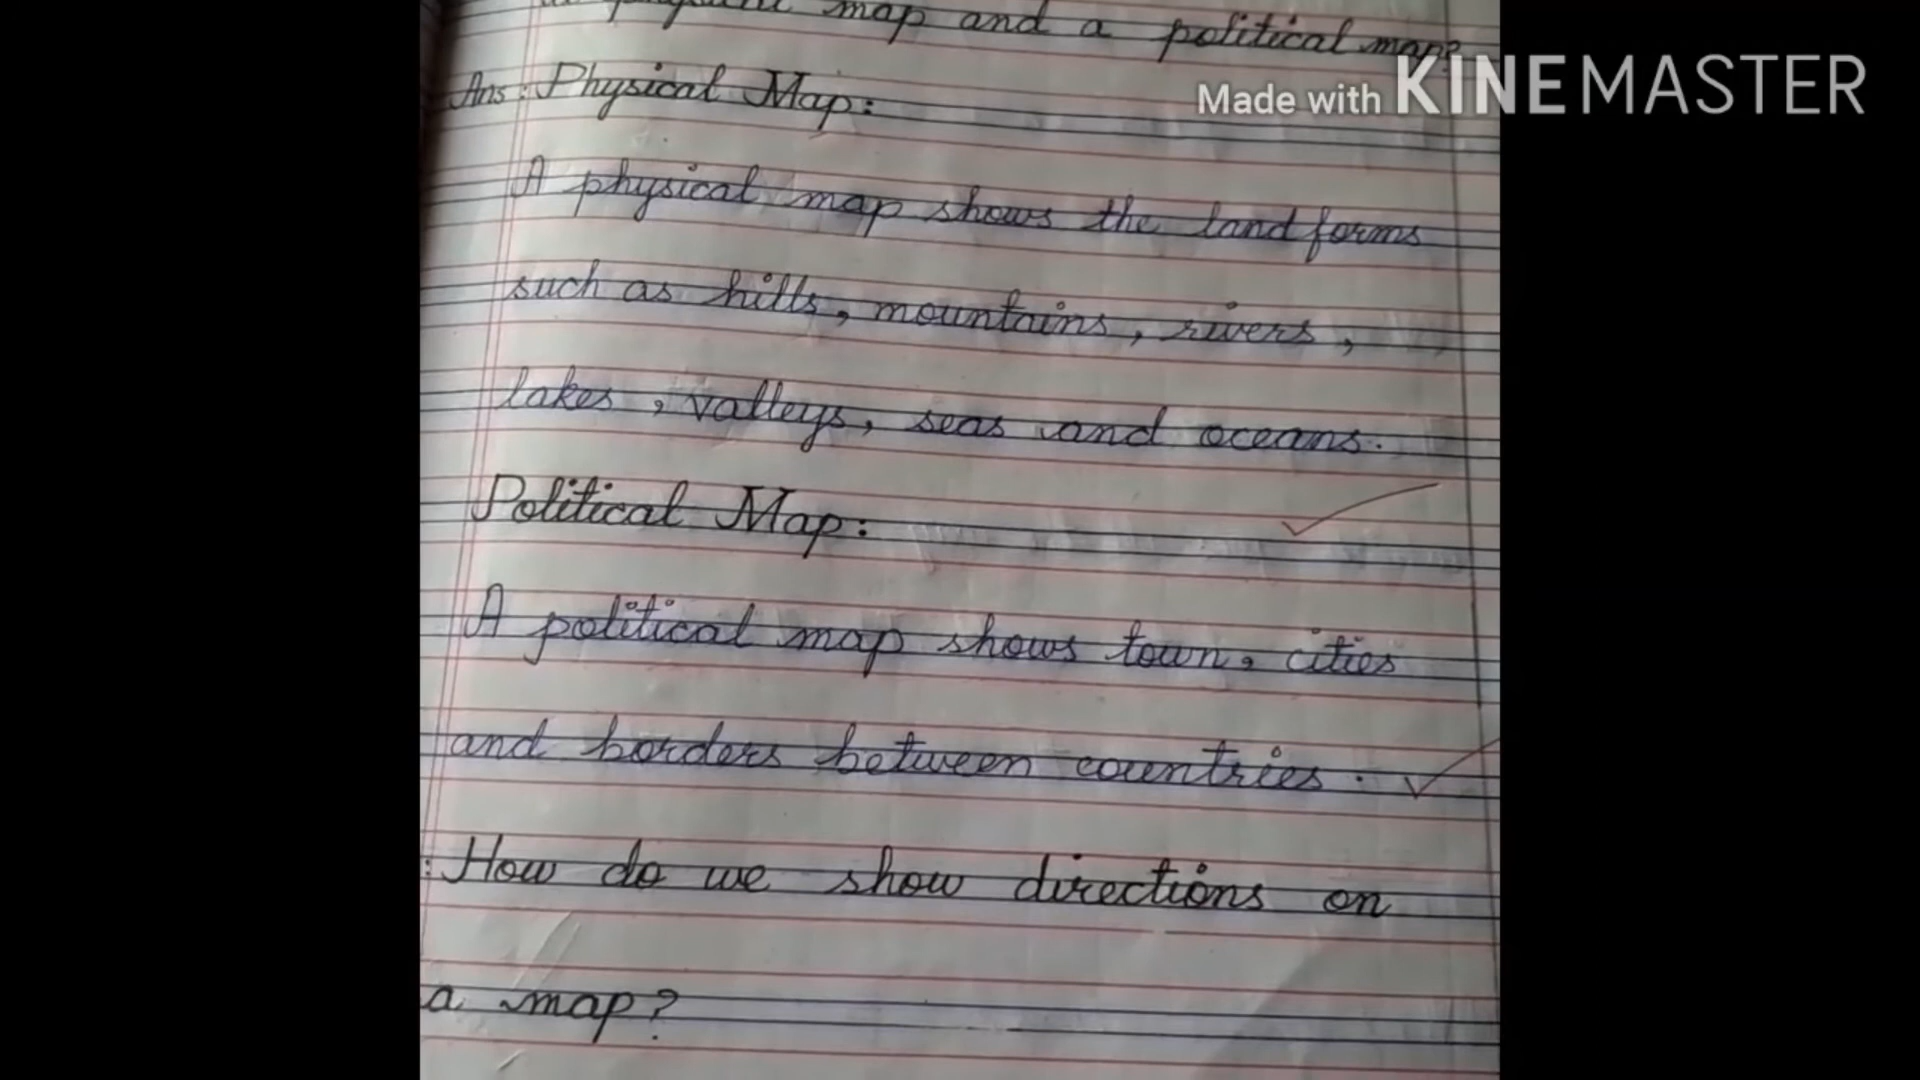 a physical map and a political map?
Made with KINEMASTER
Ans: Physical Map:
A physical map shows the landforms
such as hills, mountains, rivers,
lakes, valleys, seas and oceans.
Political Map:
A political map shows town, cities
and borders between countries.
: How do we show directions on
a map?